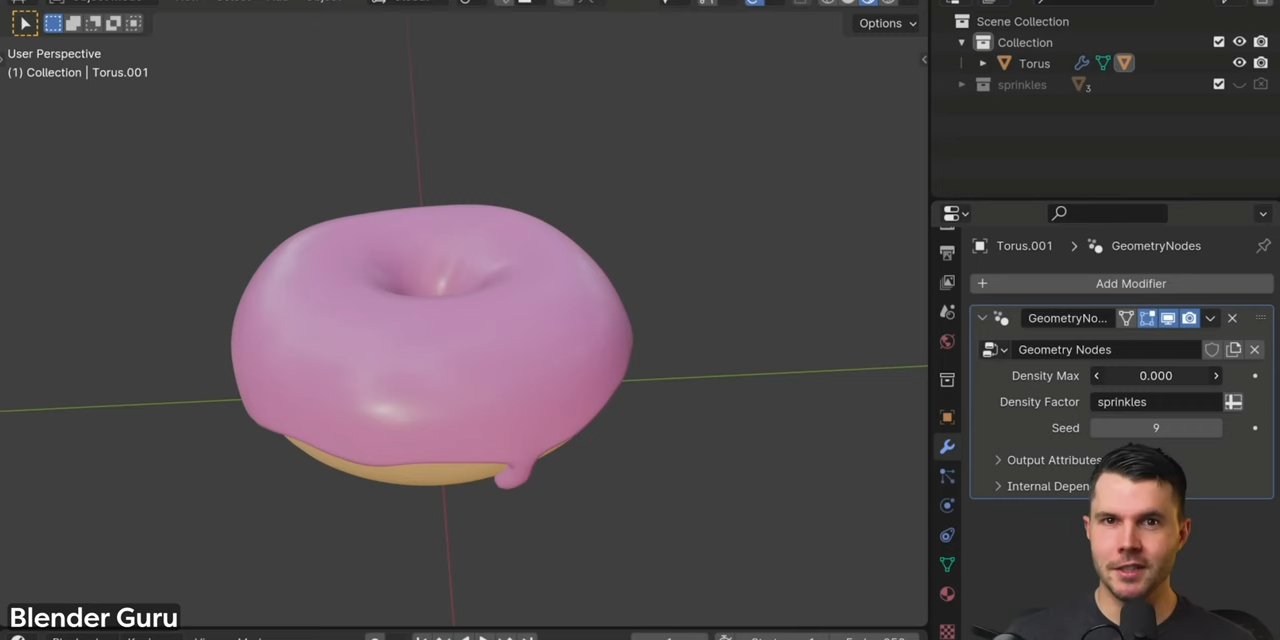 Options
User Perspective
(1) Collection | Torus.001
Scene Collection
Collection
Torus
sprinkles
3
Torus.001 > GeometryNodes
Add Modifier
GeometryNo...
Geometry Nodes
Density Max 0.000
Density Factor sprinkles
Seed 9
Output Attributes
Internal Depen
Blender Guru